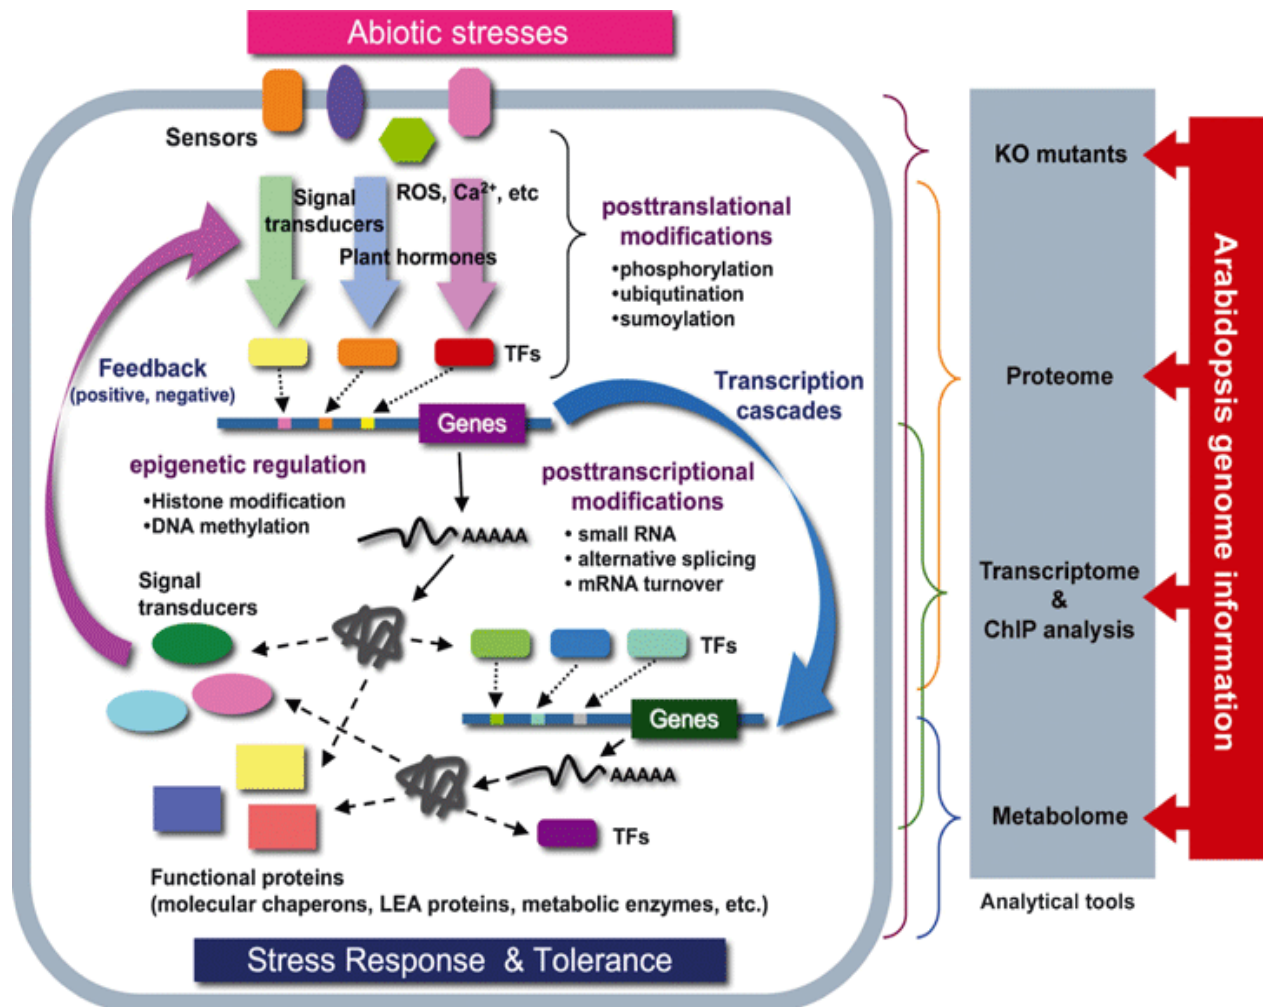 Abiotic stresses
Sensors
Signal
transducers
ROS, Ca²⁺, etc
Plant hormones
posttranslational
modifications
•phosphorylation
•ubiqutination
•sumoylation
TFs
Feedback
(positive, negative)
Transcription
cascades
Genes
epigenetic regulation
•Histone modification
•DNA methylation
posttranscriptional
modifications
• small RNA
• alternative splicing
• mRNA turnover
AAAAA
Signal
transducers
TFs
Genes
AAAAA
TFs
Functional proteins
(molecular chaperons, LEA proteins, metabolic enzymes, etc.)
Stress Response & Tolerance
KO mutants
Proteome
Transcriptome
&
ChIP analysis
Metabolome
Analytical tools
Arabidopsis genome information